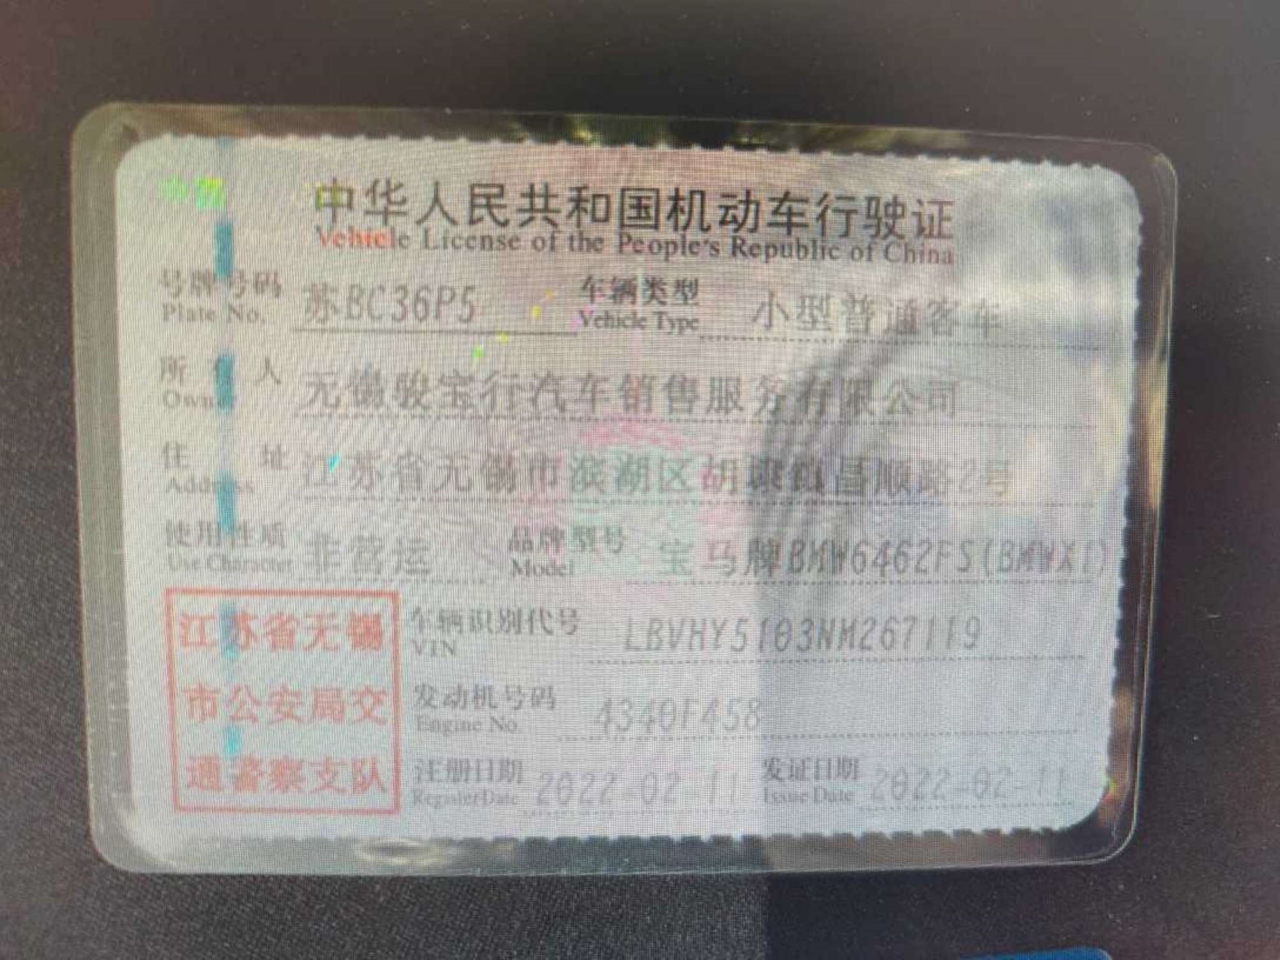 中华人民共和国机动车行驶证
Vehicle License of the People's Republic of China
号牌号码 苏BC36P5 车辆类型 小型普通客车
Plate No. Vehicle Type
所有人 无锡骏宝行汽车销售服务有限公司
Owner
住址 江苏省无锡市滨湖区胡埭镇昌顺路2号
Address
使用性质 非营运 品牌型号 宝马牌BMW6462FS(BMWX1)
Use Character Model
江苏省无锡
市公安局交
通警察支队
车辆识别代号 LBVHY5103NM267119
VIN
发动机号码 4340F458
Engine No.
注册日期 2022-02-11 发证日期 2022-02-11
Register Date Issue Date